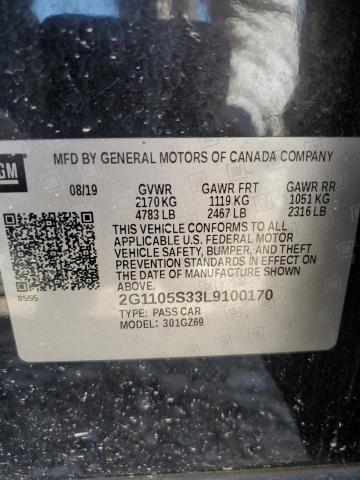 GM
MFD BY GENERAL MOTORS OF CANADA COMPANY
08/19 GVWR GAWR FRT GAWR RR
2170 KG 1119 KG 1051 KG
4783 LB 2467 LB 2316 LB
THIS VEHICLE CONFORMS TO ALL APPLICABLE
U.S. FEDERAL MOTOR
VEHICLE SAFETY, BUMPER, AND THEFT
PREVENTION STANDARDS IN EFFECT ON
THE DATE OF MANUFACTURE SHOWN
ABOVE.
8555
2G1105S33L9100170
TYPE: PASS CAR
MODEL: 301GZ69